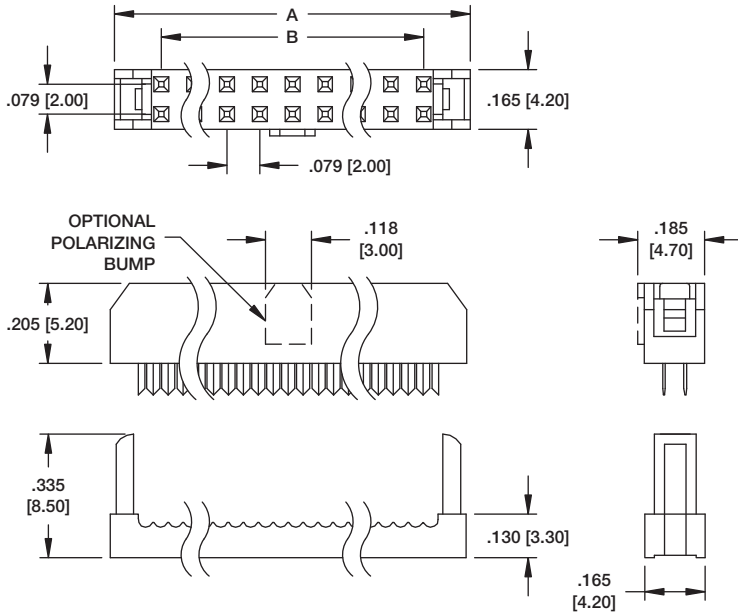 A
B
.079 [2.00]
.165 [4.20]
.079 [2.00]
OPTIONAL
POLARIZING
BUMP
.118
[3.00]
.185
[4.70]
.205 [5.20]
.335
[8.50]
.130 [3.30]
.165
[4.20]